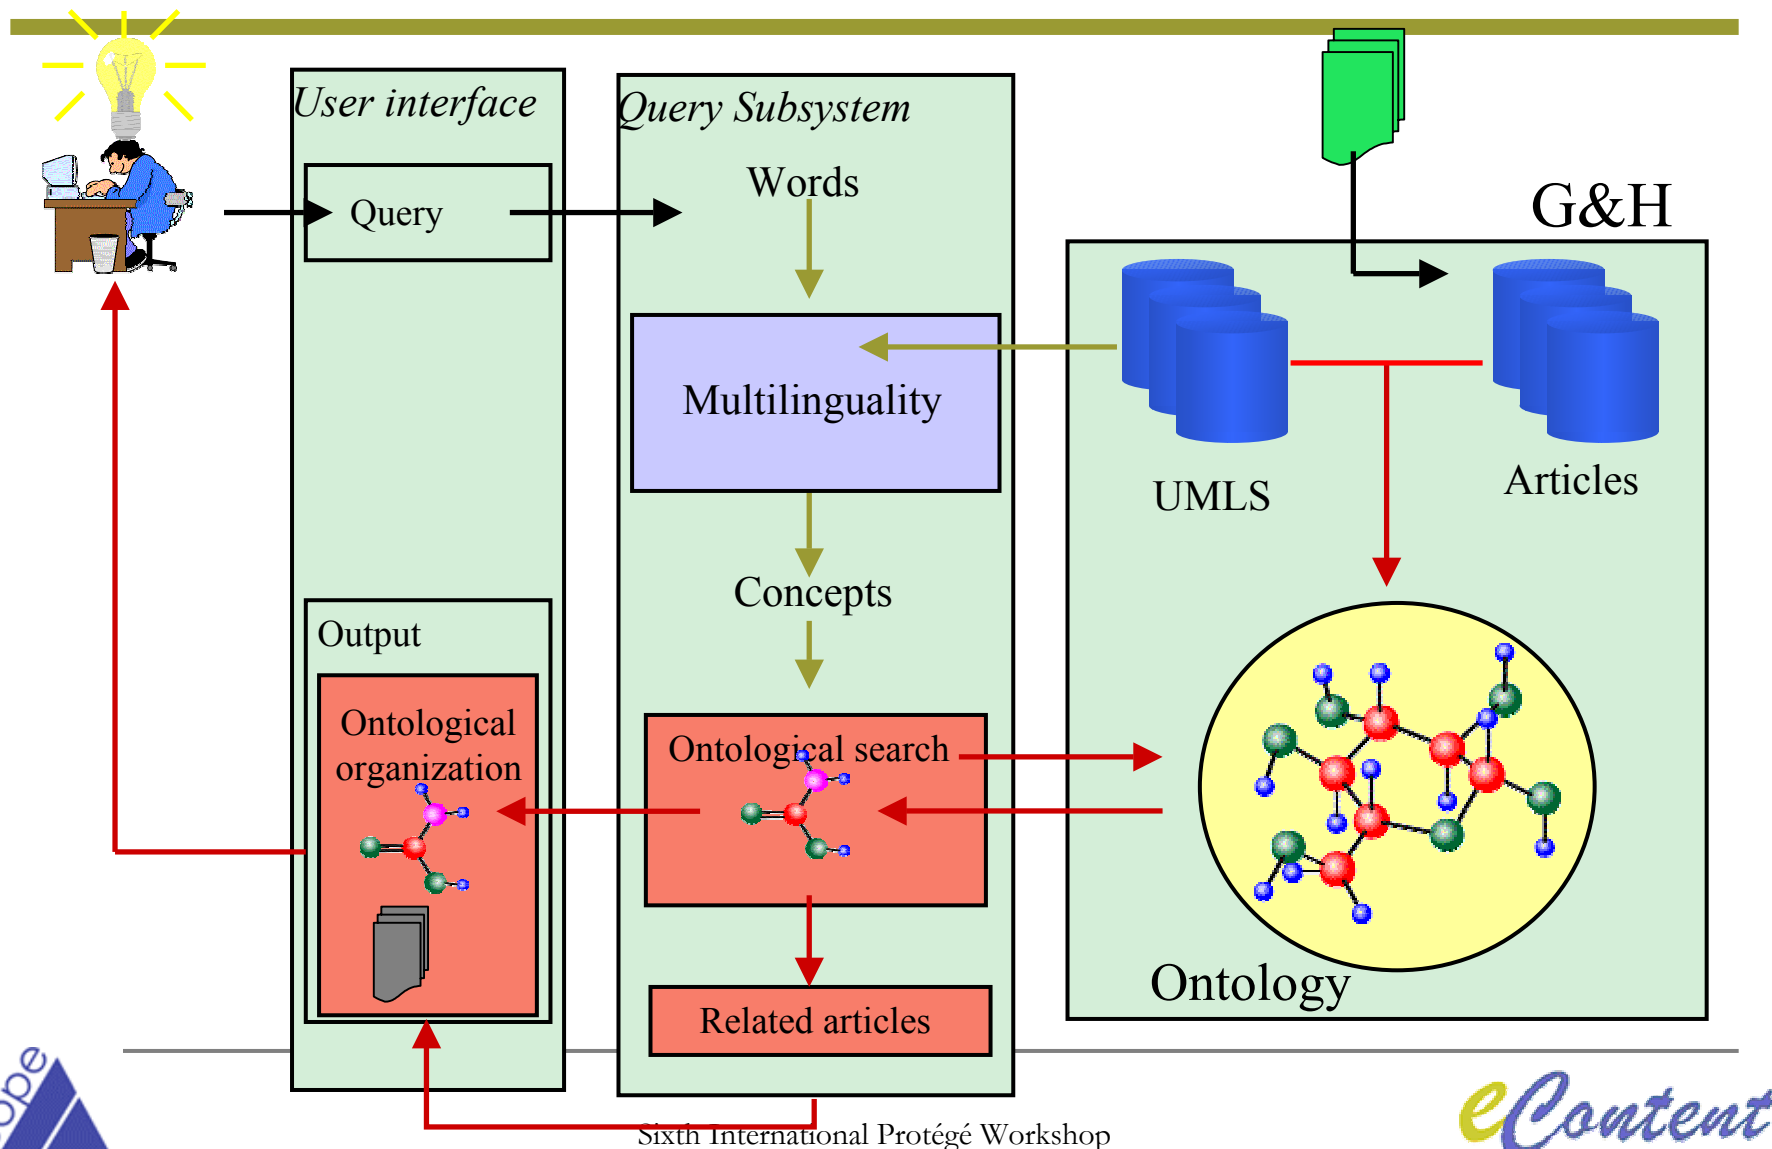 User interface
Query Subsystem
Words
Query
G&H
Multilinguality
UMLS
Articles
Concepts
Output
Ontological
organization
Ontological search
Ontology
Related articles
Sixth International Protégé Workshop
eContent